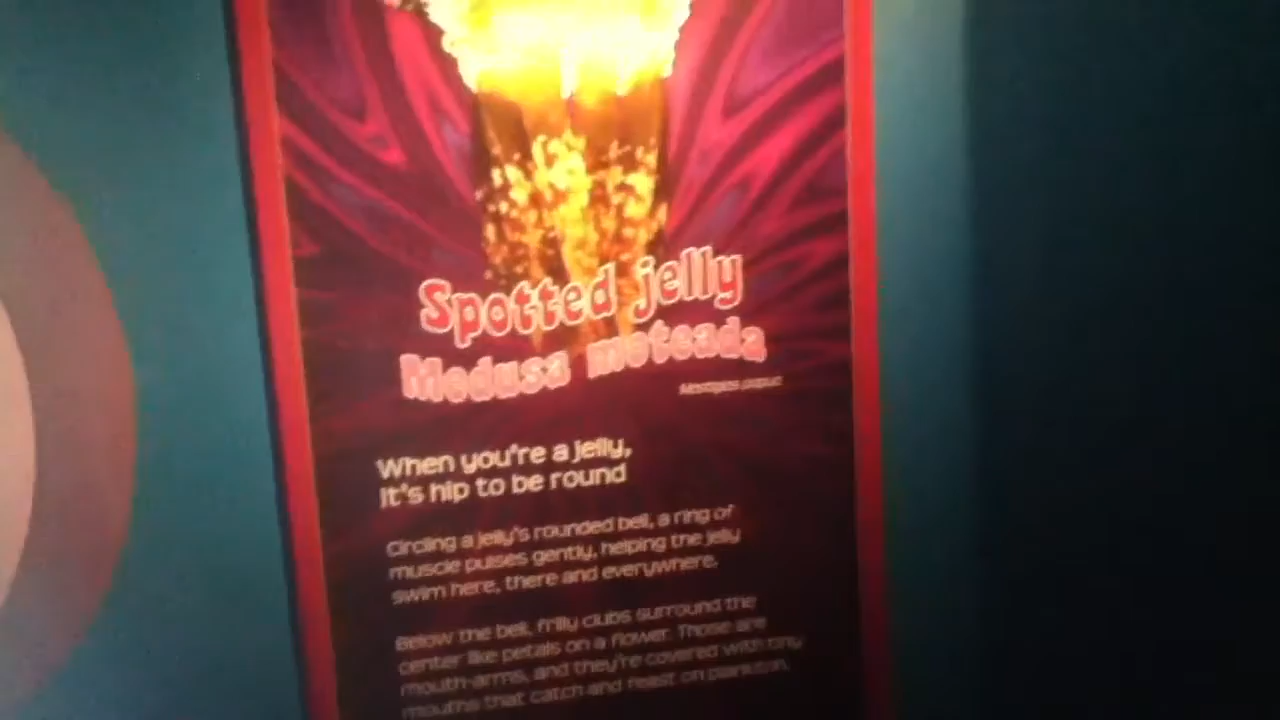 Spotted jelly
Medusa moteada
When you're a jelly,
it's hip to be round
Circling a jelly's rounded bell, a ring of
muscle pulses gently, helping the jelly
swim here, there and everywhere.
Below the bell, frilly clubs surround the
center like petals on a flower. Those are
mouth-arms, and they're covered with tiny
mouths that catch and feast on plankton.